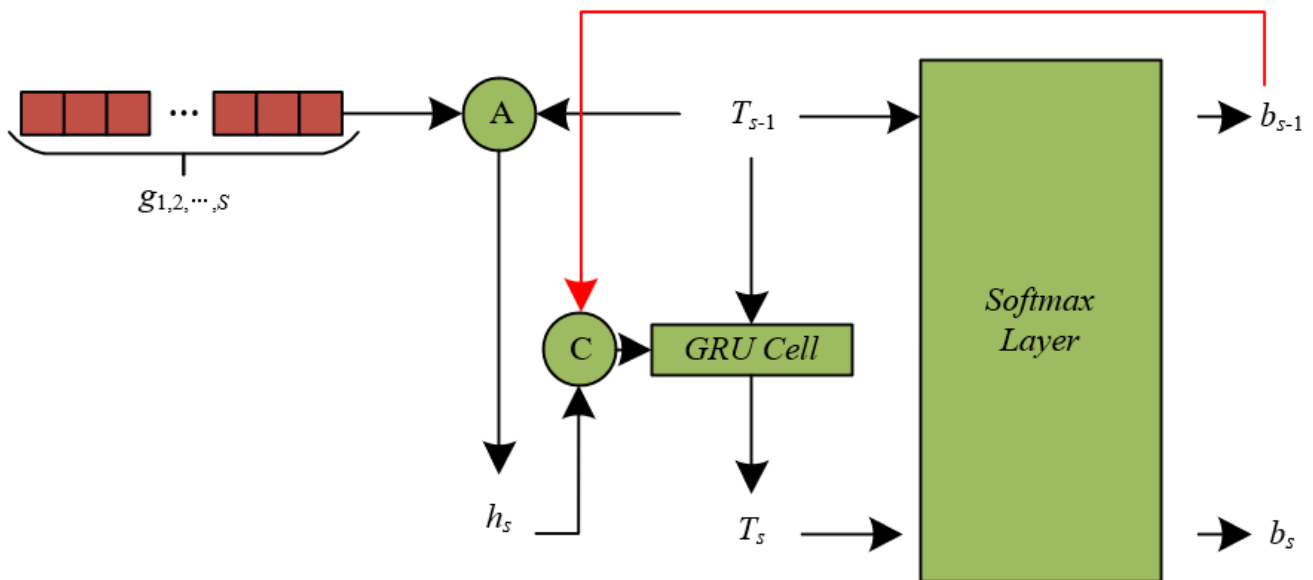 A
T_{s-1}
b_{s-1}
...
g_{1,2,⋯,S}
C
GRU Cell
Softmax
Layer
h_s
T_s
b_s